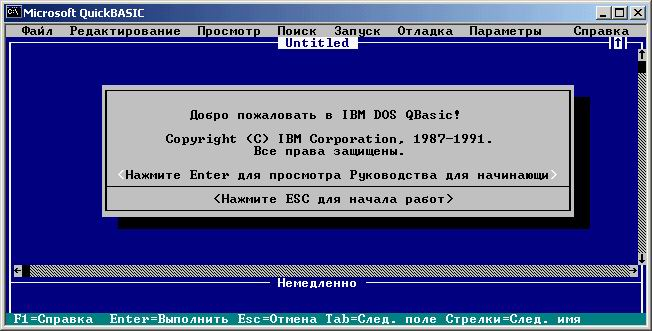 Microsoft QuickBASIC
Файл Редактирование Просмотр Поиск Запуск Отладка Параметры Справка
Untitled
Добро пожаловать в IBM DOS QBasic!
Copyright (C) IBM Corporation, 1987-1991.
Все права защищены.
<Нажмите Enter для просмотра Руководства для начинающи>
<Нажмите ESC для начала работ>
Немедленно
F1=Справка Enter=Выполнить Esc=Отмена Tab=След. поле Стрелки=След. имя